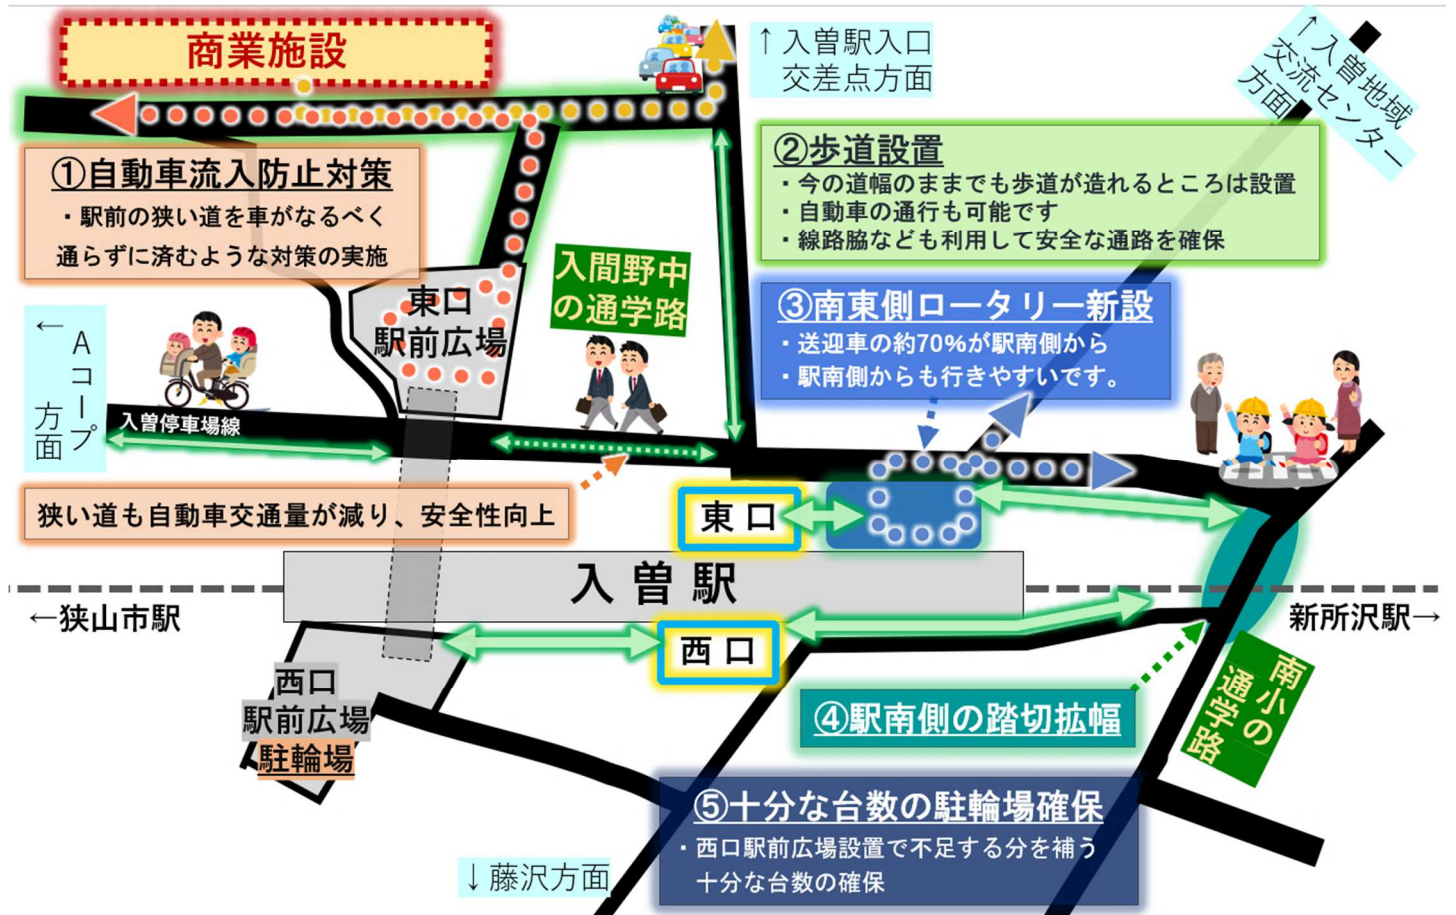 商業施設
↑入曽駅入口
交差点方面
↑入曽地域
交流センター
方面
①自動車流入防止対策
・駅前の狭い道を車がなるべく
通らずに済むような対策の実施
②歩道設置
・今の道幅のままでも歩道が造れるところは設置
・自動車の通行も可能です
・線路脇なども利用して安全な通路を確保
入間野中
の通学路
東口
駅前広場
③南東側ロータリー新設
・送迎車の約70%が駅南側から
・駅南側からも行きやすいです。
←Aコープ
方面
入曽停車場線
狭い道も自動車交通量が減り、安全性向上
東口
入曽駅
←狭山市駅
新所沢駅→
西口
西口
駅前広場
駐輪場
④駅南側の踏切拡幅
南小の
通学路
⑤十分な台数の駐輪場確保
・西口駅前広場設置で不足する分を補う
十分な台数の確保
↓藤沢方面